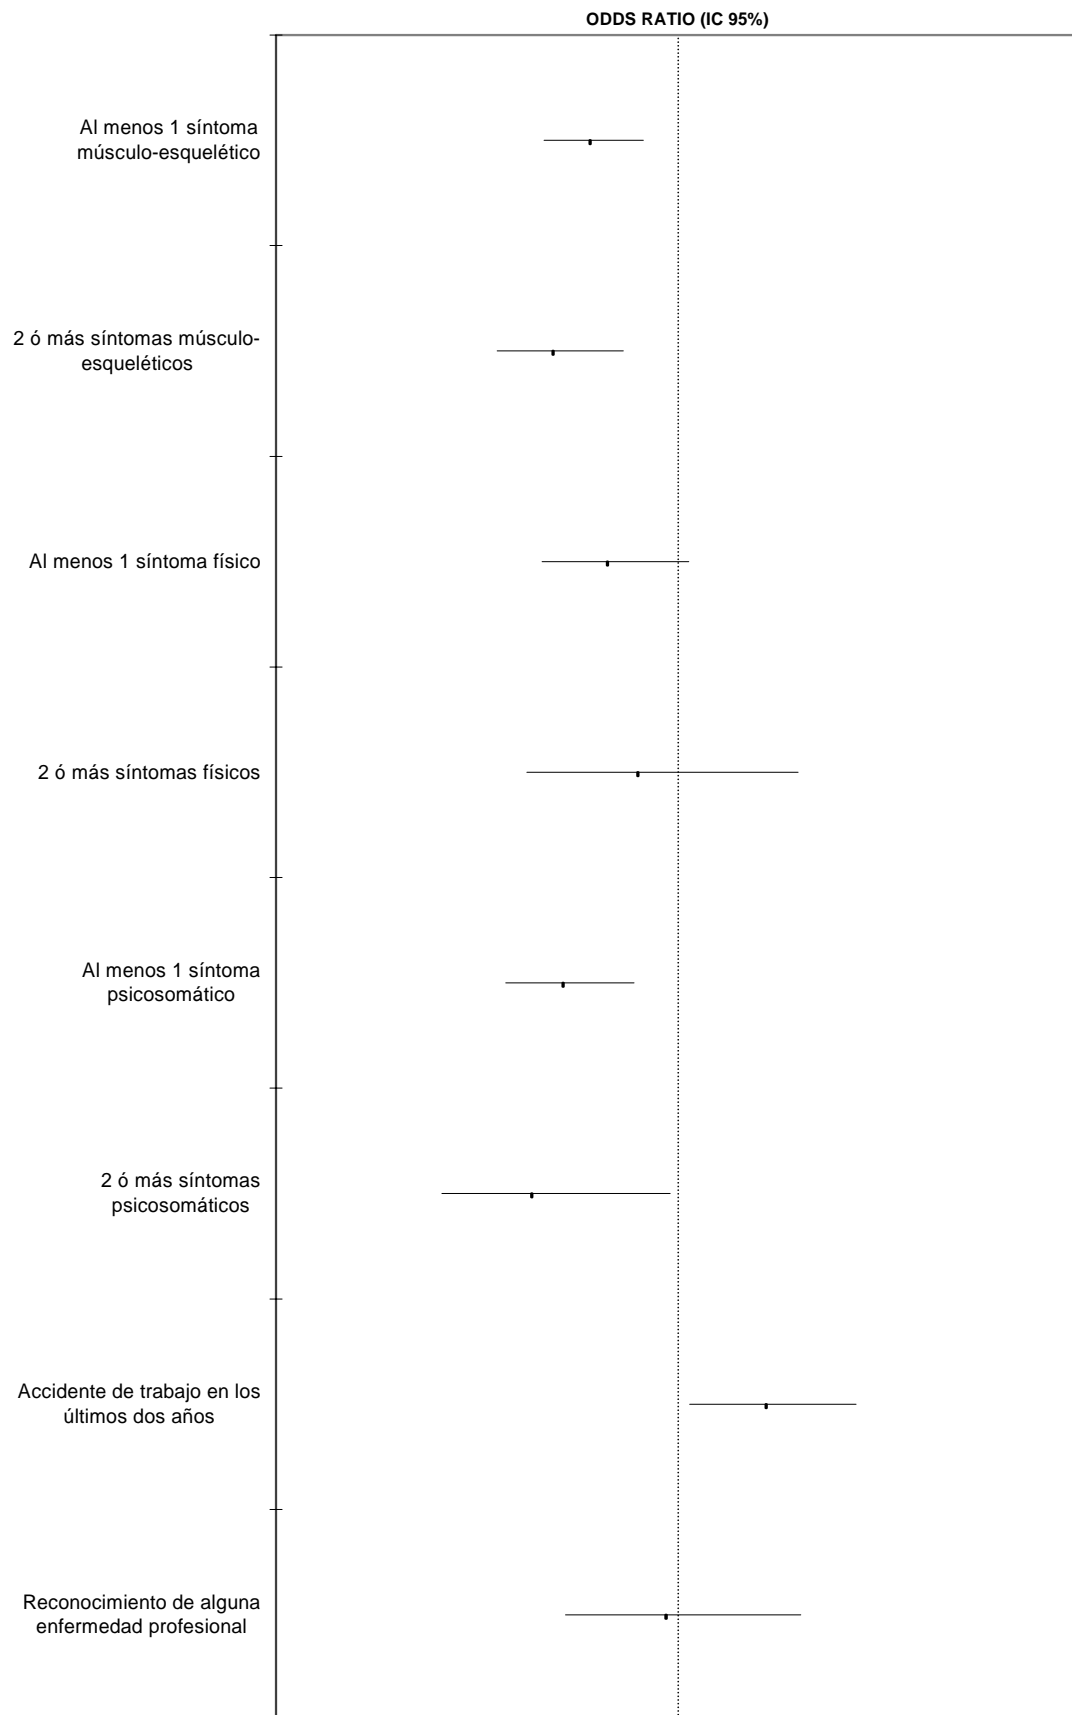 ODDS RATIO (IC 95%)
Al menos 1 síntoma
músculo-esquelético
2 ó más síntomas músculo-
esqueléticos
Al menos 1 síntoma físico
2 ó más síntomas físicos
Al menos 1 síntoma
psicosomático
2 ó más síntomas
psicosomáticos
Accidente de trabajo en los
últimos dos años
Reconocimiento de alguna
enfermedad profesional